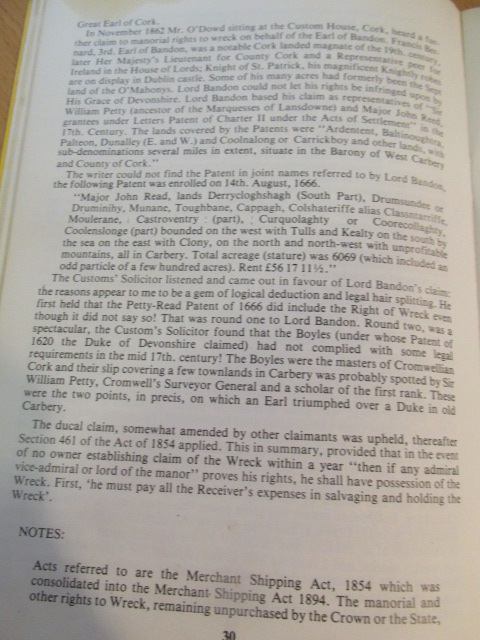 Great Earl of Cork.
In November 1862 Mr. O'Dowd sitting at the Custom House, Cork, heard a fur-
ther claim to manorial rights to wreck on behalf of the Earl of Bandon. Francis Ber-
nard, 3rd. Earl of Bandon, was a notable Cork landed magnate of the 19th. century,
later Her Majesty's Lieutenant for County Cork and a Representative peer for
Ireland in the House of Lords; Knight of St. Patrick, his magnificent Knightly robes
are on display in Dublin castle. Some of his many acres had formerly been the Sept
land of the O'Mahonys. Lord Bandon could not let his rights be infringed upon by
His Grace of Devonshire. Lord Bandon based his claim as representatives of "Sir
William Petty (ancestor of the Marquesses of Lansdowne) and Major John Read,
grantees under Letters Patent of Charter II under the Acts of Settlement" in the
17th. Century. The lands covered by the Patents were "Ardentent, Baltinoughtra,
Palteon, Dunalley (E. and W.) and Coolnalong or Carrickboy and other lands, with
sub-denominations several miles in extent, situate in the Barony of West Carbery
and County of Cork."
The writer could not find the Patent in joint names referred to by Lord Bandon,
the following Patent was enrolled on 14th. August, 1666.
"Major John Read, lands Derrycloghshagh (South Part), Drumsundee or
Druminihy, Munane, Toughbane, Cappagh, Colshateriffe alias
Moulerane, : Castroventry : (part), : Curquolaghty or Coorecollaghty,
Coolenslonge (part) bounded on the west with Tulls and Kealty on the south by
the sea on the east with Clony, on the north and north-west with unprofitable
mountains, all in Carbery. Total acreage (stature) was 6069 (which included an
odd particle of a few hundred acres). Rent £56 17 11½."
The Customs' Solicitor listened and came out in favour of Lord Bandon's claim;
the reasons appear to me to be a gem of logical deduction and legal hair splitting. He
first held that the Petty-Read Patent of 1666 did include the Right of Wreck even
though it did not say so! That was round one to Lord Bandon. Round two, was a
spectacular, the Custom's Solicitor found that the Boyles (under whose Patent of
1620 the Duke of Devonshire claimed) had not complied with some legal
requirements in the mid 17th. century! The Boyles were the masters of Cromwellian
Cork and their slip covering a few townlands in Carbery was probably spotted by Sir
William Petty, Cromwell's Surveyor General and a scholar of the first rank. These
were the two points, in precis, on which an Earl triumphed over a Duke in old
Carbery.
The ducal claim, somewhat amended by other claimants was upheld, thereafter
Section 461 of the Act of 1854 applied. This in summary, provided that in the event
of no owner establishing claim of the Wreck within a year "then if any admiral
vice-admiral or lord of the manor" proves his rights, he shall have possession of the
Wreck. First, 'he must pay all the Receiver's expenses in salvaging and holding the
Wreck'.
NOTES:
Acts referred to are the Merchant Shipping Act, 1854 which was
consolidated into the Merchant Shipping Act 1894. The manorial and
other rights to Wreck, remaining unpurchased by the Crown or the State,
30